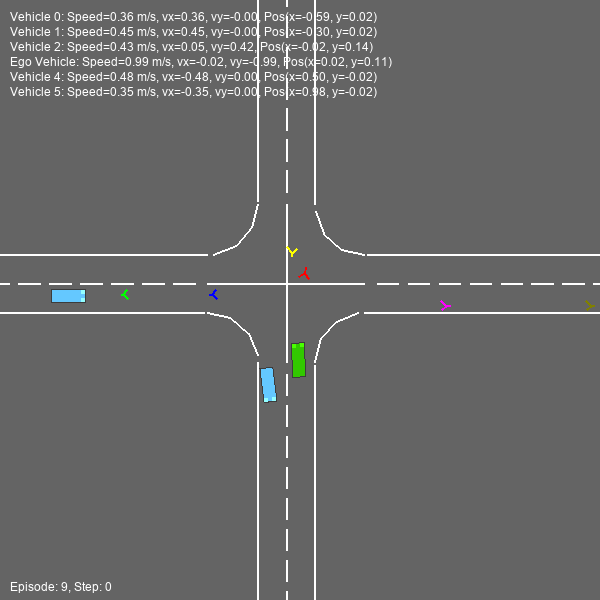 Vehicle 0: Speed=0.36 m/s, vx=0.36, vy=-0.00, Pos(x=-0.59, y=0.02)
Vehicle 1: Speed=0.45 m/s, vx=0.45, vy=-0.00, Pos(x=-0.30, y=0.02)
Vehicle 2: Speed=0.43 m/s, vx=0.05, vy=0.42, Pos(x=-0.02, y=0.14)
Ego Vehicle: Speed=0.99 m/s, vx=-0.02, vy=-0.99, Pos(x=0.02, y=0.11)
Vehicle 4: Speed=0.48 m/s, vx=-0.48, vy=0.00, Pos(x=0.50, y=-0.02)
Vehicle 5: Speed=0.35 m/s, vx=-0.35, vy=0.00, Pos(x=0.98, y=-0.02)
Episode: 9, Step: 0